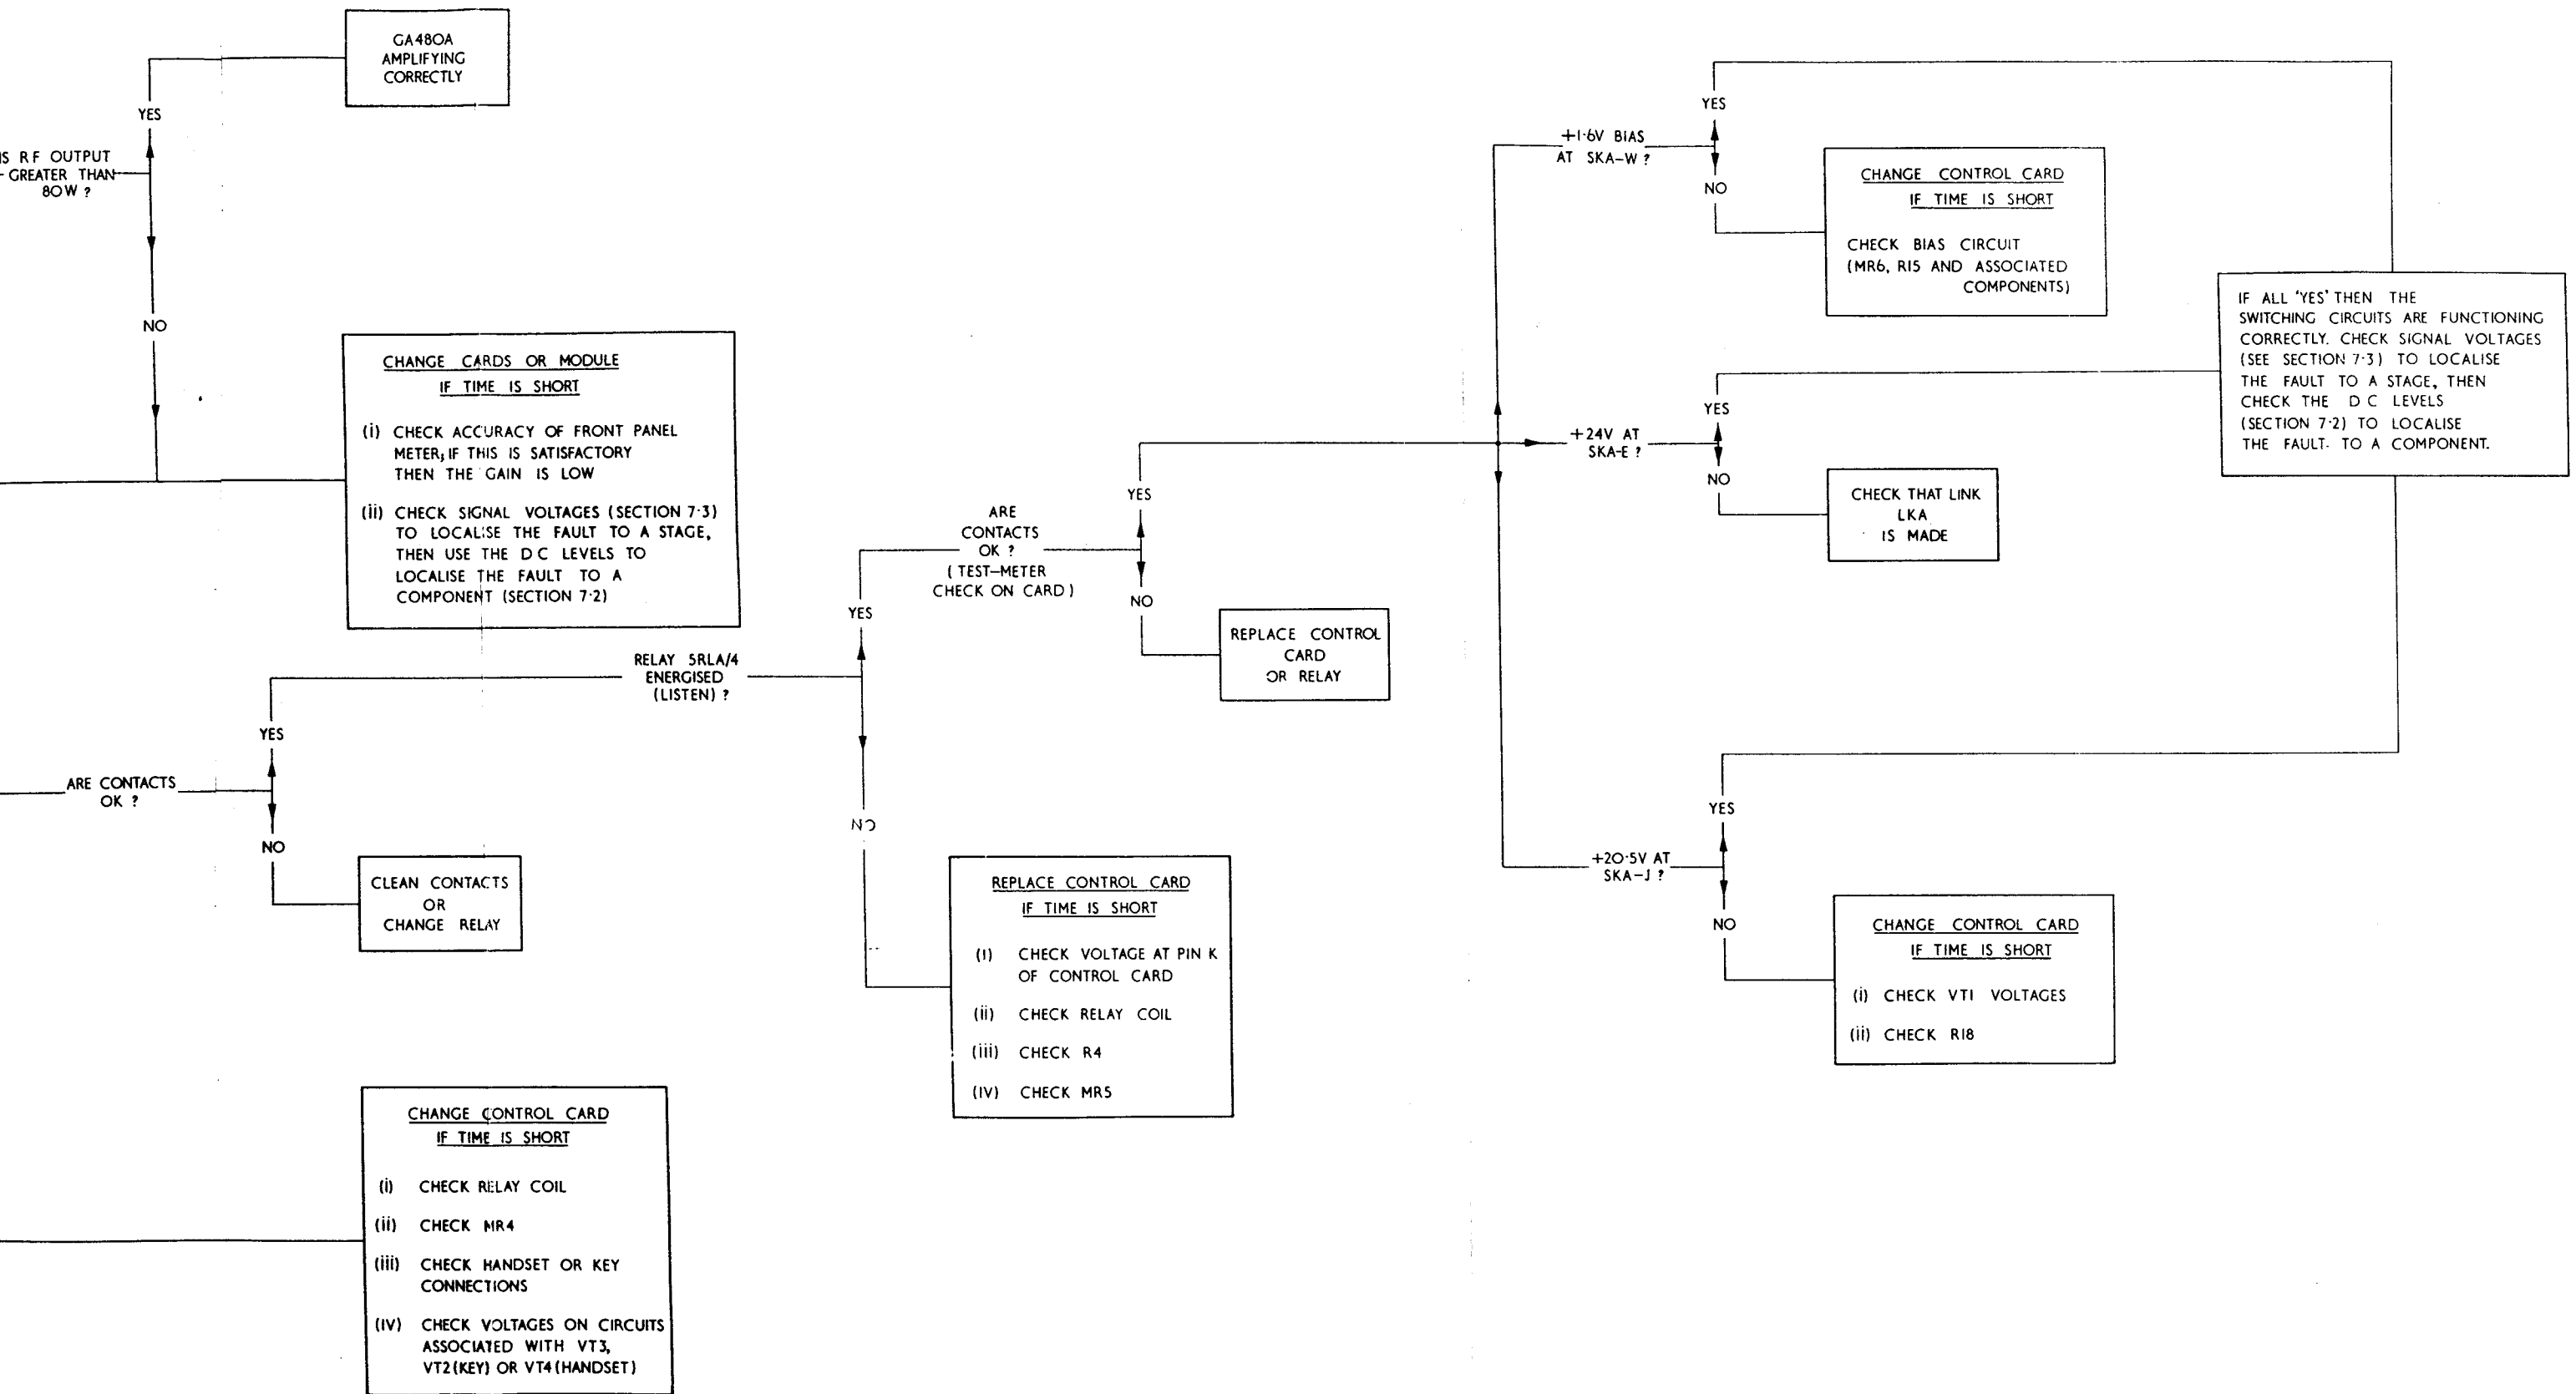 GA480A
AMPLIFYING
CORRECTLY
YES
IS RF OUTPUT
GREATER THAN
80W ?
NO
CHANGE CARDS OR MODULE
IF TIME IS SHORT
(i) CHECK ACCURACY OF FRONT PANEL
METER; IF THIS IS SATISFACTORY
THEN THE GAIN IS LOW
(ii) CHECK SIGNAL VOLTAGES (SECTION 7·3)
TO LOCALISE THE FAULT TO A STAGE,
THEN USE THE D C LEVELS TO
LOCALISE THE FAULT TO A
COMPONENT (SECTION 7·2)
ARE CONTACTS
OK ?
YES
NO
CLEAN CONTACTS
OR
CHANGE RELAY
RELAY 5RLA/4
ENERGISED
(LISTEN) ?
YES
NO
REPLACE CONTROL CARD
IF TIME IS SHORT
(I) CHECK VOLTAGE AT PIN K
OF CONTROL CARD
(ii) CHECK RELAY COIL
(iii) CHECK R4
(IV) CHECK MR5
CHANGE CONTROL CARD
IF TIME IS SHORT
(i) CHECK RELAY COIL
(ii) CHECK MR4
(iii) CHECK HANDSET OR KEY
CONNECTIONS
(IV) CHECK VOLTAGES ON CIRCUITS
ASSOCIATED WITH VT3,
VT2(KEY) OR VT4(HANDSET)
ARE
CONTACTS
OK ?
(TEST-METER
CHECK ON CARD)
YES
NO
REPLACE CONTROL
CARD
OR RELAY
+1·6V BIAS
AT SKA-W ?
YES
NO
CHANGE CONTROL CARD
IF TIME IS SHORT
CHECK BIAS CIRCUIT
(MR6, R15 AND ASSOCIATED
COMPONENTS)
+24V AT
SKA-E ?
YES
NO
CHECK THAT LINK
LKA
IS MADE
+20·5V AT
SKA-J ?
YES
NO
CHANGE CONTROL CARD
IF TIME IS SHORT
(i) CHECK VT1 VOLTAGES
(ii) CHECK R18
IF ALL 'YES' THEN THE
SWITCHING CIRCUITS ARE FUNCTIONING
CORRECTLY. CHECK SIGNAL VOLTAGES
(SEE SECTION 7·3) TO LOCALISE
THE FAULT TO A STAGE, THEN
CHECK THE D C LEVELS
(SECTION 7·2) TO LOCALISE
THE FAULT TO A COMPONENT.